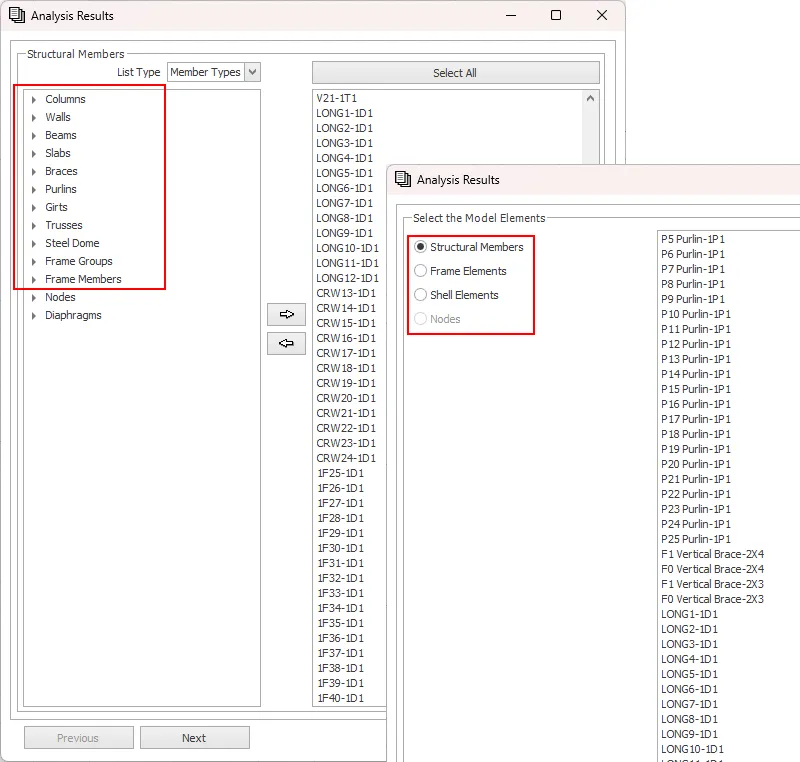 Analysis Results
Structural Members
List Type
Member Types
Select All
Columns
Walls
Beams
Slabs
Braces
Purlins
Girts
Trusses
Steel Dome
Frame Groups
Frame Members
Nodes
Diaphragms
V21-1T1
LONG1-1D1
LONG2-1D1
LONG3-1D1
LONG4-1D1
LONG5-1D1
LONG6-1D1
LONG7-1D1
LONG8-1D1
LONG9-1D1
LONG10-1D1
LONG11-1D1
LONG12-1D1
CRW13-1D1
CRW14-1D1
CRW15-1D1
CRW16-1D1
CRW17-1D1
CRW18-1D1
CRW19-1D1
CRW20-1D1
CRW21-1D1
CRW22-1D1
CRW23-1D1
CRW24-1D1
1F25-1D1
1F26-1D1
1F27-1D1
1F28-1D1
1F29-1D1
1F30-1D1
1F31-1D1
1F32-1D1
1F33-1D1
1F34-1D1
1F35-1D1
1F36-1D1
1F37-1D1
1F38-1D1
1F39-1D1
1F40-1D1
Previous
Next
Analysis Results
Select the Model Elements
Structural Members
Frame Elements
Shell Elements
Nodes
P5 Purlin-1P1
P6 Purlin-1P1
P7 Purlin-1P1
P8 Purlin-1P1
P9 Purlin-1P1
P10 Purlin-1P1
P11 Purlin-1P1
P12 Purlin-1P1
P13 Purlin-1P1
P14 Purlin-1P1
P15 Purlin-1P1
P16 Purlin-1P1
P17 Purlin-1P1
P18 Purlin-1P1
P19 Purlin-1P1
P20 Purlin-1P1
P21 Purlin-1P1
P22 Purlin-1P1
P23 Purlin-1P1
P24 Purlin-1P1
P25 Purlin-1P1
F1 Vertical Brace-2X4
F0 Vertical Brace-2X4
F1 Vertical Brace-2X3
F0 Vertical Brace-2X3
LONG1-1D1
LONG2-1D1
LONG3-1D1
LONG4-1D1
LONG5-1D1
LONG6-1D1
LONG7-1D1
LONG8-1D1
LONG9-1D1
LONG10-1D1